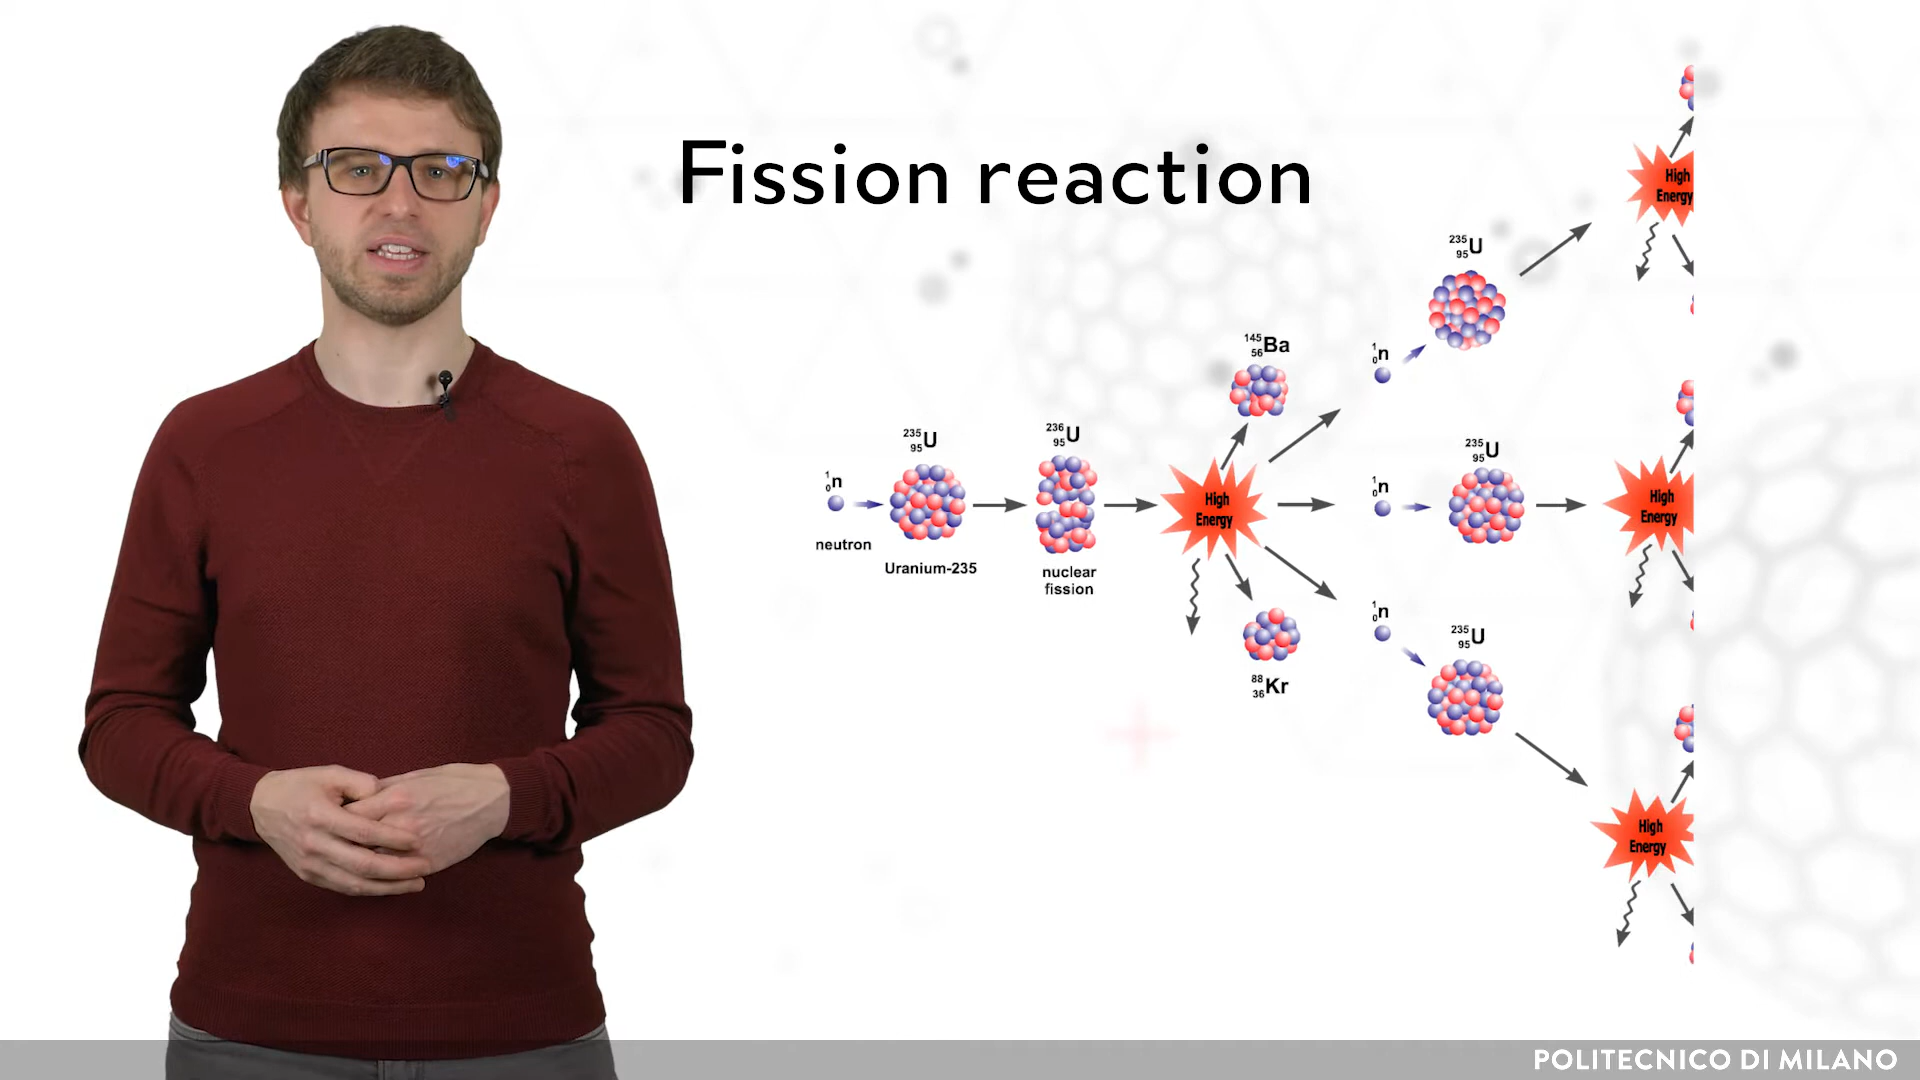 Fission reaction
High
Energy
235
95U
145
56Ba
1
0n
235
95U
236
95U
235
95U
1
0n
1
0n
High
Energy
High
Energy
neutron
Uranium-235
nuclear
fission
1
0n
235
95U
88
36Kr
High
Energy
POLITECNICO DI MILANO